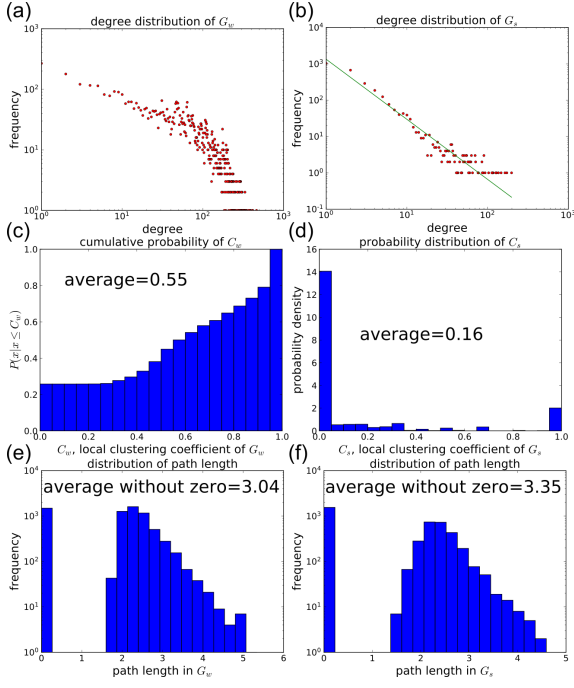 (a)
degree distribution of G_w
10^3
10^2
10^1
10^0
frequency
10^0 10^1 10^2 10^3
degree
(b)
degree distribution of G_s
10^4
10^3
10^2
10^1
10^0
10^-1
frequency
10^0 10^1 10^2 10^3
degree
(c)
cumulative probability of C_w
average=0.55
1.0
0.8
0.6
0.4
0.2
0.0
P(x|x ≤ C_w)
0.0 0.2 0.4 0.6 0.8 1.0
C_w, local clustering coefficient of G_w
(d)
probability distribution of C_s
average=0.16
16
14
12
10
8
6
4
2
0
probability density
0.0 0.2 0.4 0.6 0.8 1.0
C_s, local clustering coefficient of G_s
(e)
distribution of path length
average without zero=3.04
10^4
10^3
10^2
10^1
10^0
frequency
0 1 2 3 4 5 6
path length in G_w
(f)
distribution of path length
average without zero=3.35
10^4
10^3
10^2
10^1
10^0
frequency
0 1 2 3 4 5
path length in G_s